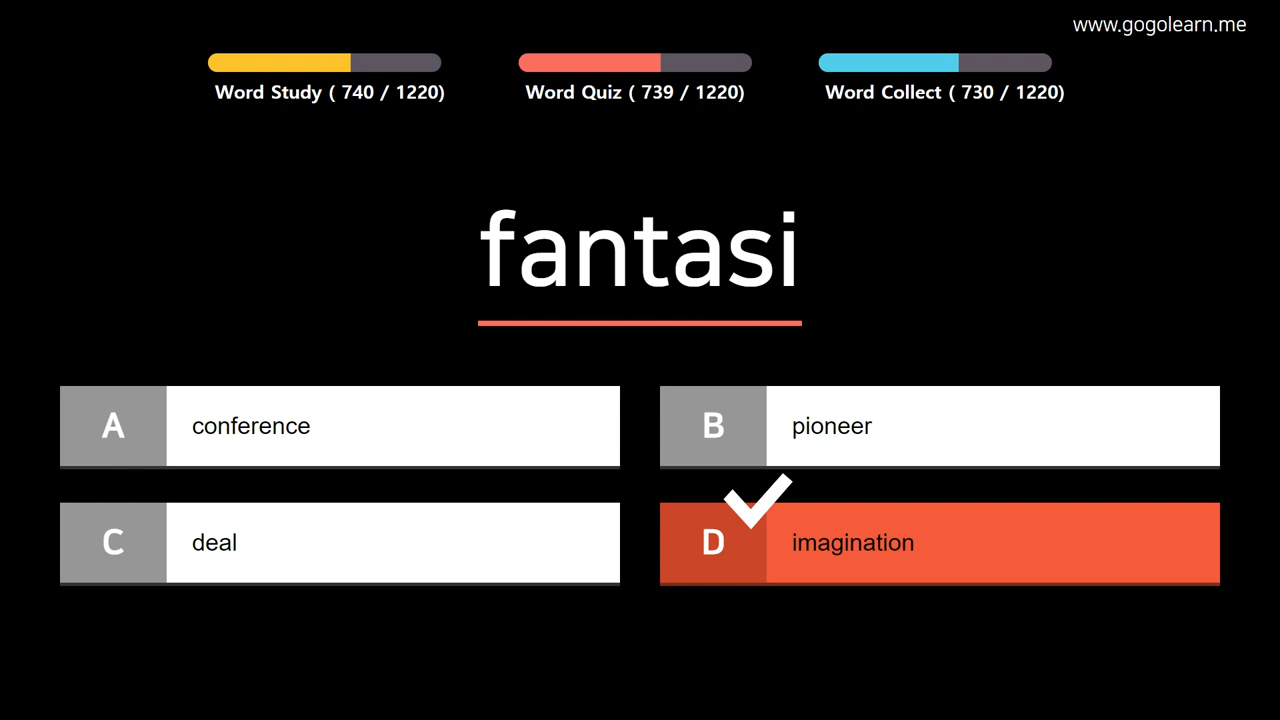 www.gogolearn.me
Word Study ( 740 / 1220)
Word Quiz ( 739 / 1220)
Word Collect ( 730 / 1220)
fantasi
A conference
B pioneer
C deal
D imagination